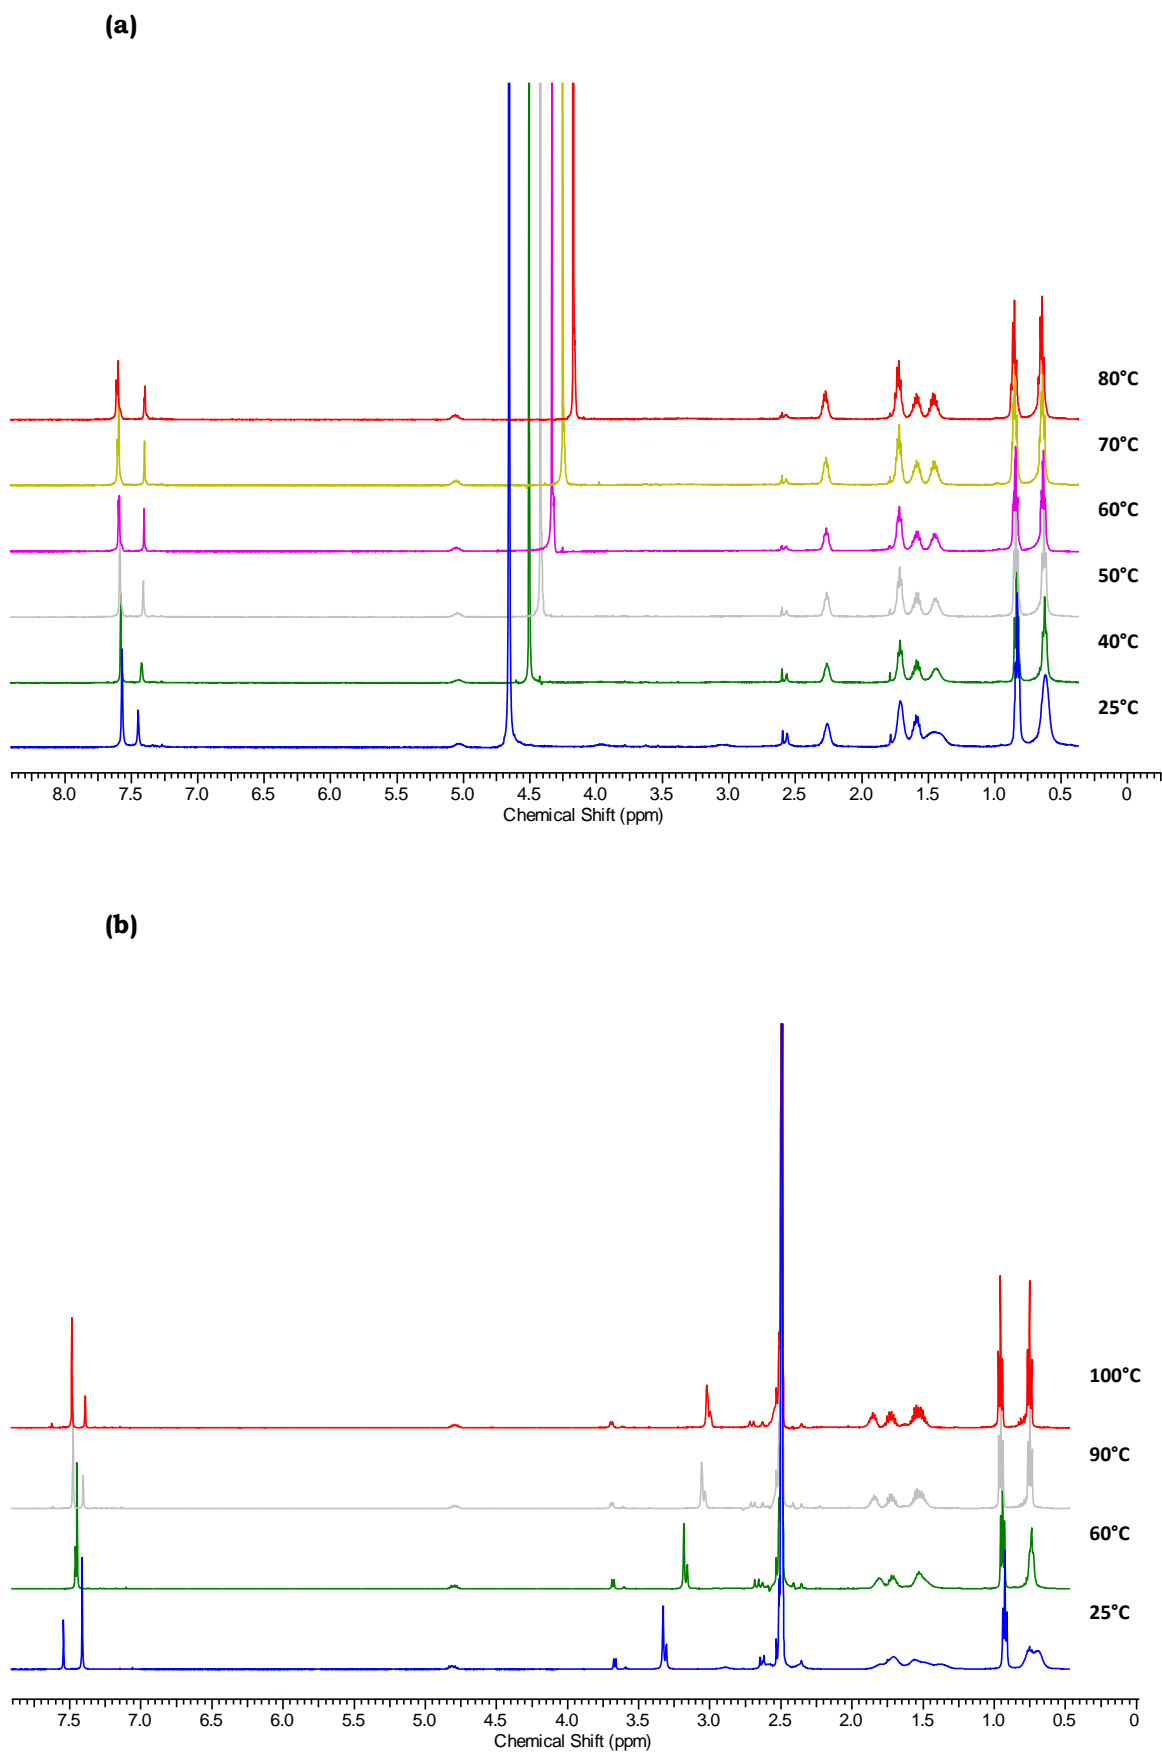 (a)
80°C
70°C
60°C
50°C
40°C
25°C
8.0 7.5 7.0 6.5 6.0 5.5 5.0 4.5 4.0 3.5 3.0 2.5 2.0 1.5 1.0 0.5 0
Chemical Shift (ppm)
(b)
100°C
90°C
60°C
25°C
7.5 7.0 6.5 6.0 5.5 5.0 4.5 4.0 3.5 3.0 2.5 2.0 1.5 1.0 0.5 0
Chemical Shift (ppm)